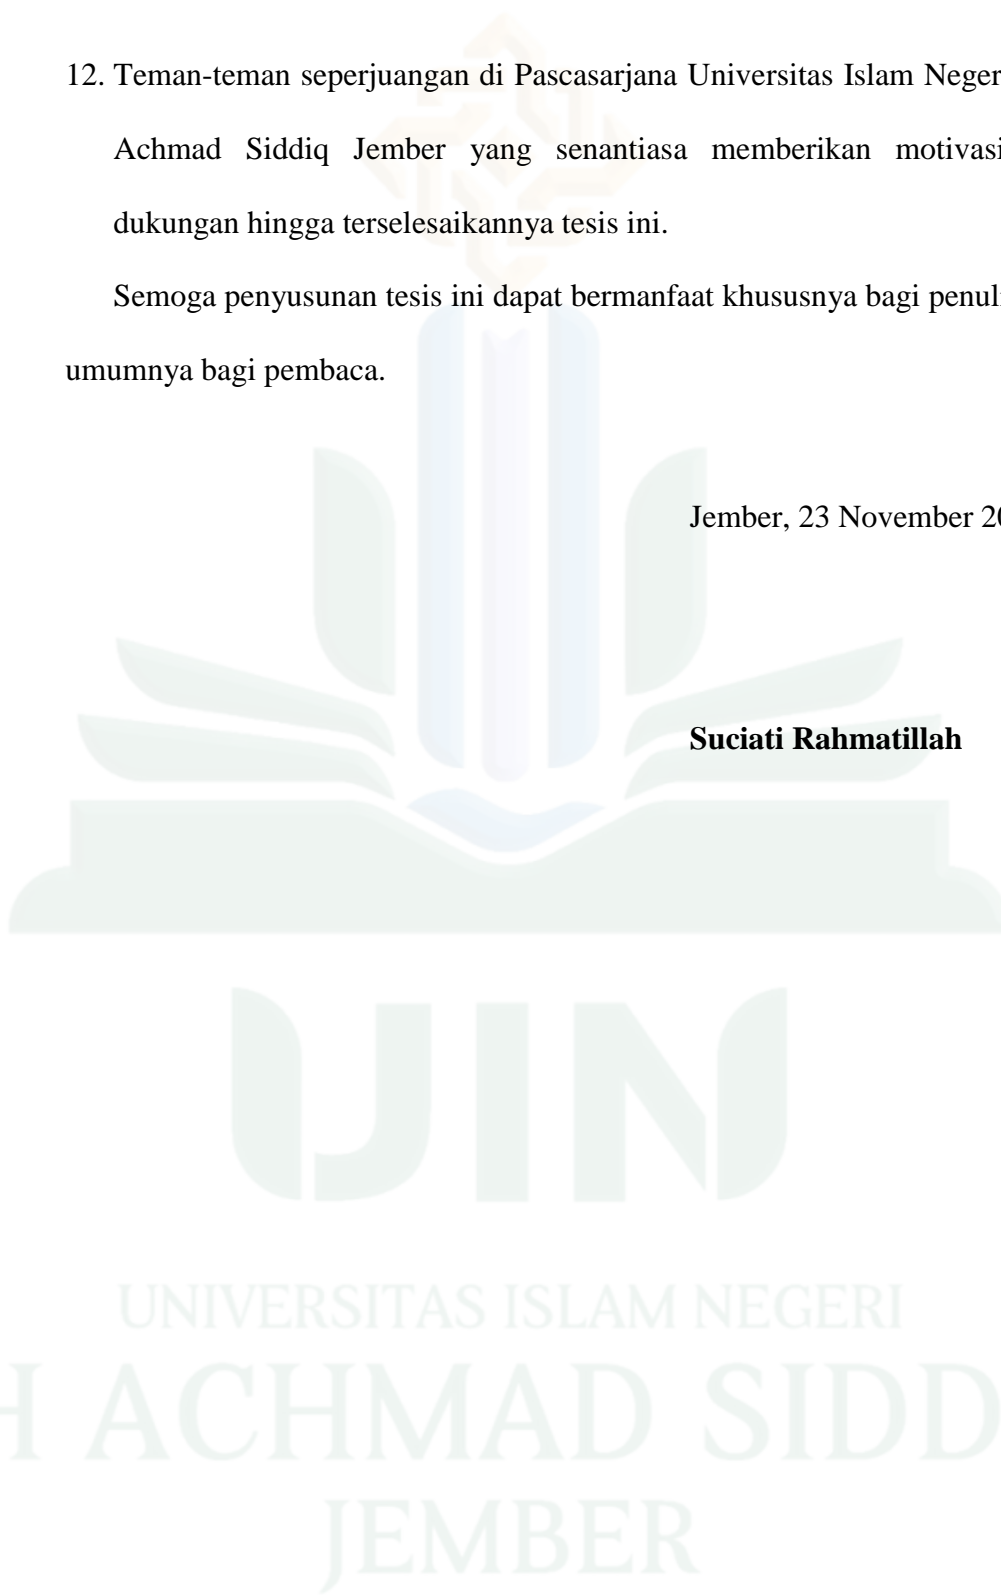 12. Teman-teman seperjuangan di Pascasarjana Universitas Islam Neger
Achmad Siddiq Jember yang senantiasa memberikan motivasi
dukungan hingga terselesaikannya tesis ini.
Semoga penyusunan tesis ini dapat bermanfaat khususnya bagi penul
umumnya bagi pembaca.
Jember, 23 November 20
Suciati Rahmatillah
UIN
UNIVERSITAS ISLAM NEGERI
H ACHMAD SIDD
JEMBER